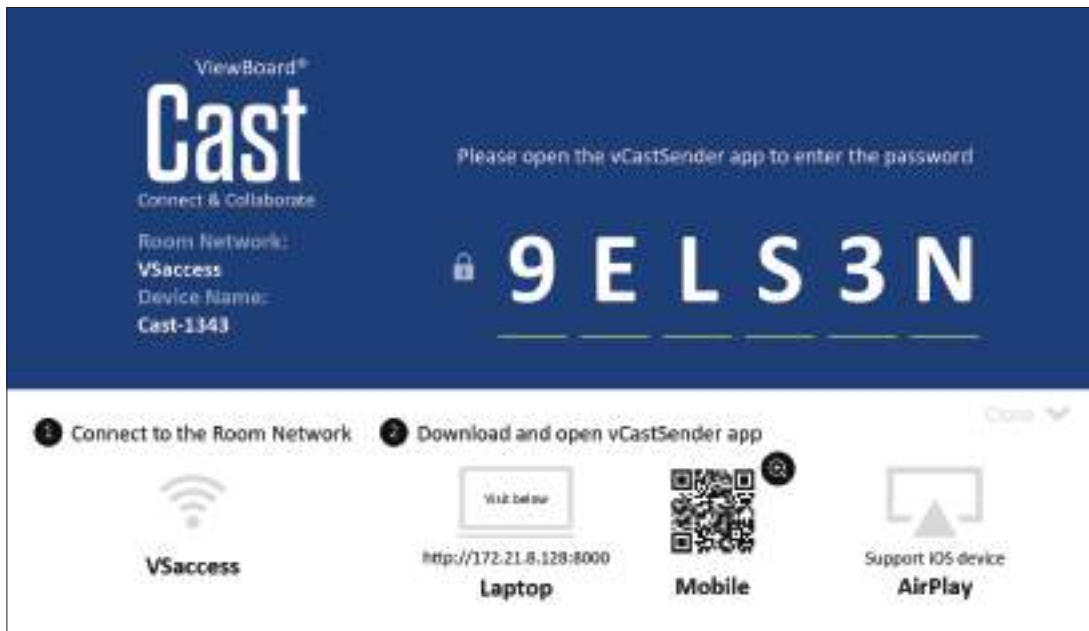 ViewBoard®
Cast
Connect & Collaborate
Room Network:
VSaccess
Device Name:
Cast-1343
Please open the vCastSender app to enter the password
9ELS3N
Close
1 Connect to the Room Network
2 Download and open vCastSender app
VSaccess
Visit below
http://172.21.8.128:8000
Laptop
Mobile
Support iOS device
AirPlay